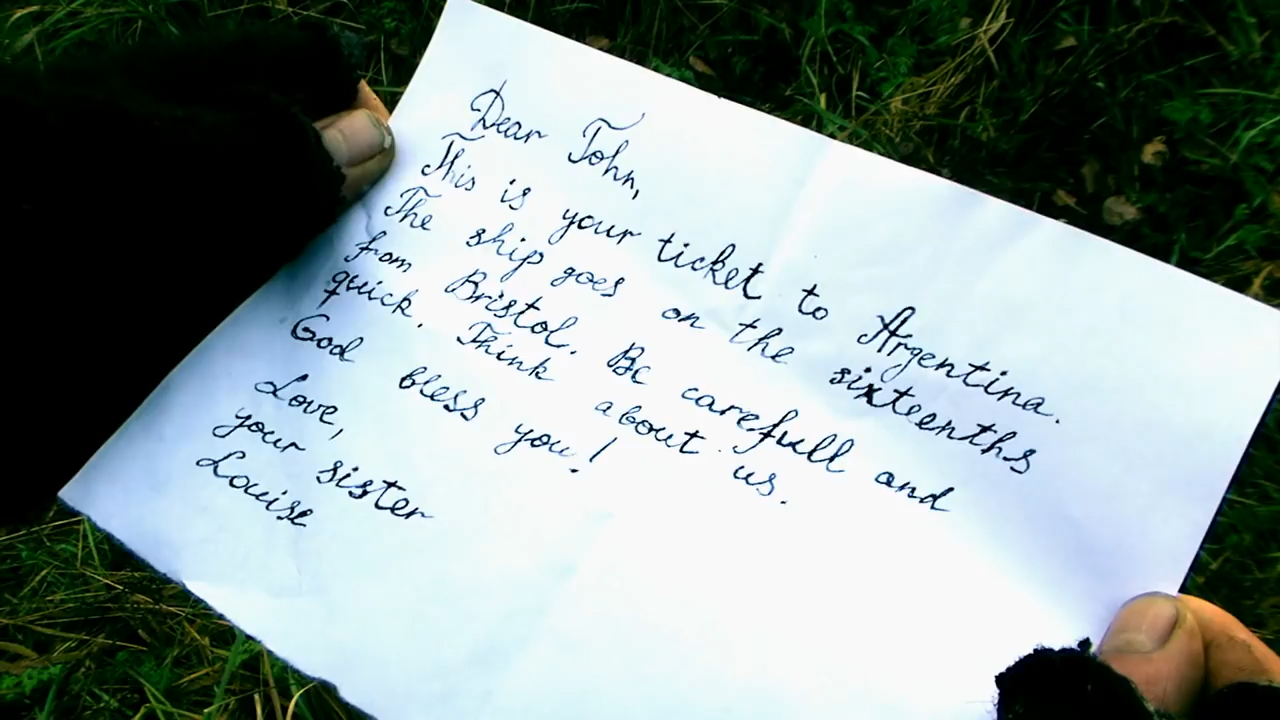 Dear John,
This is your ticket to Argentina.
The ship goes on the sixteenths
from Bristol. Be carefull and
quick. Think about us.
God bless you!
Love,
your sister
Louise